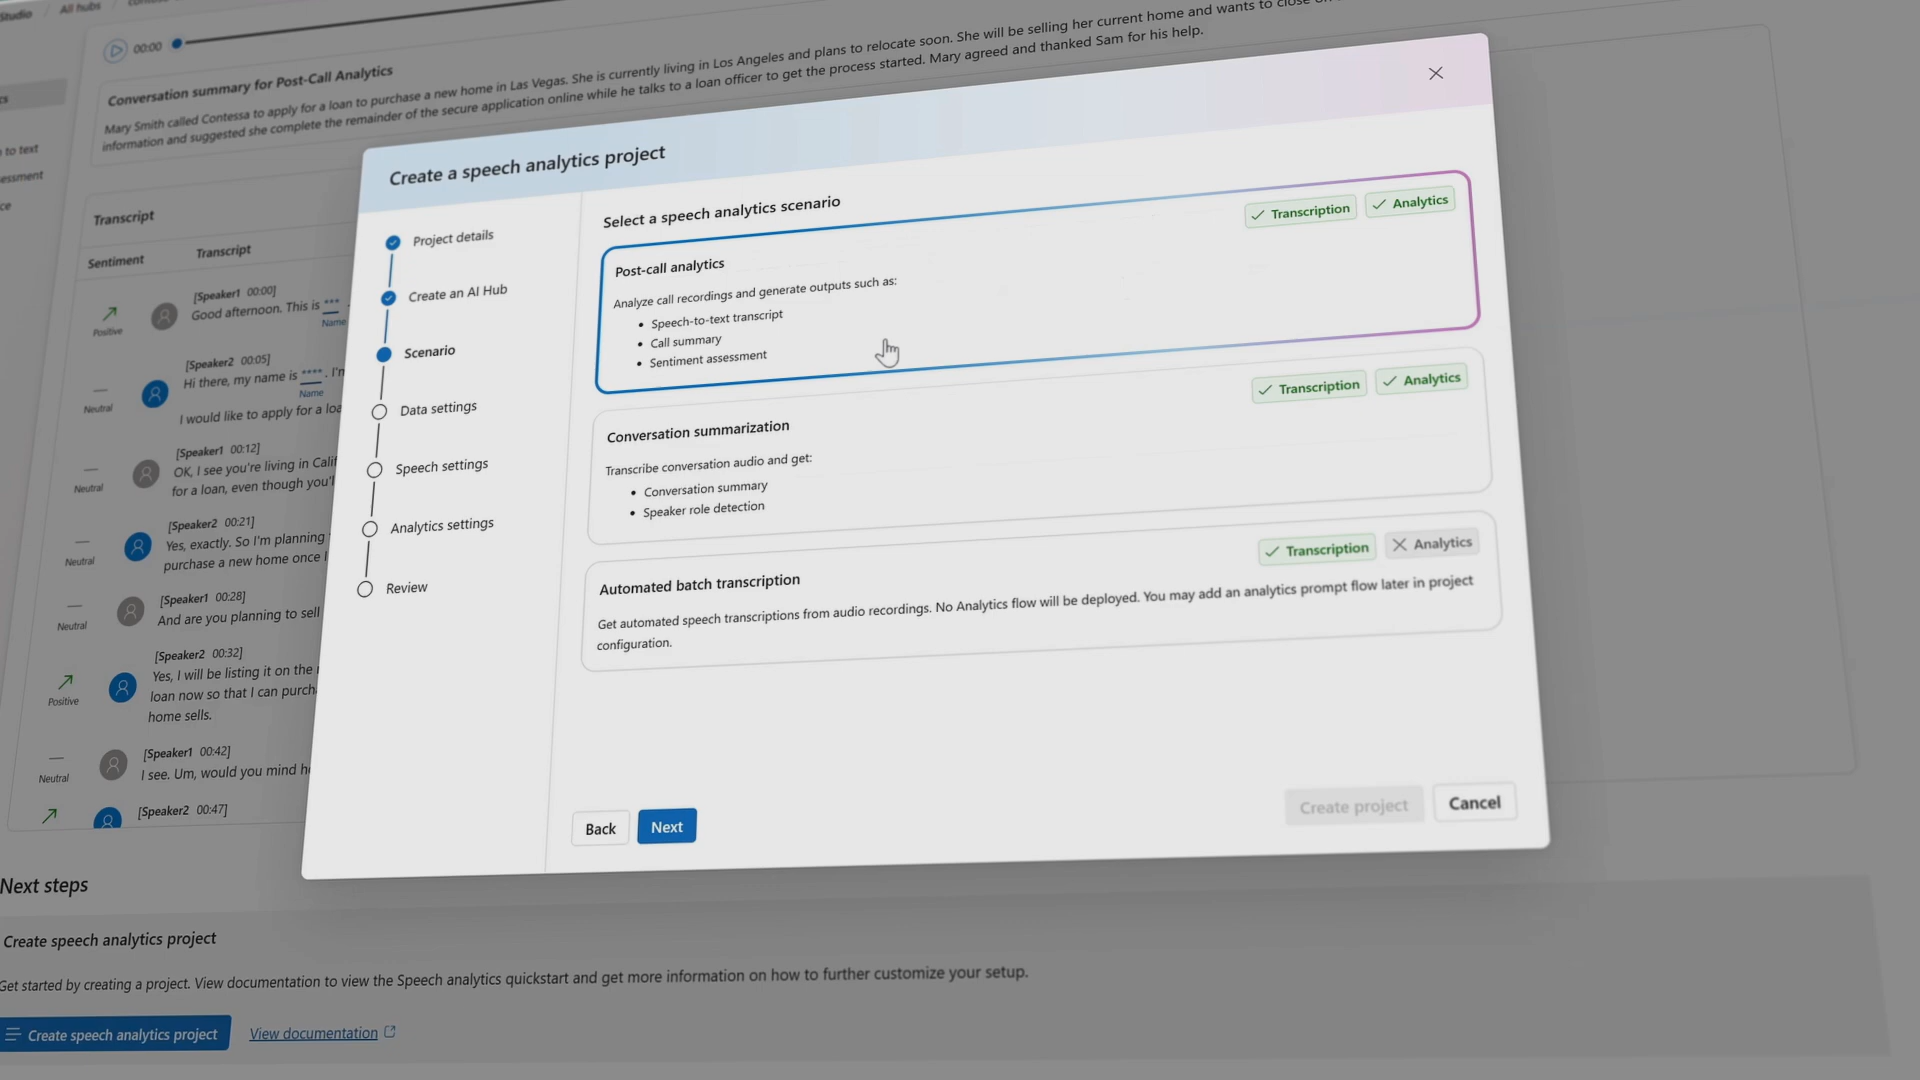 Studio / All hubs /
00:00
Conversation summary for Post-Call Analytics
Mary Smith called Contessa to apply for a loan to purchase a new home in Las Vegas. She is currently living in Los Angeles and plans to relocate soon. She will be selling her current home and wants to close on
information and suggested she complete the remainder of the secure application online while he talks to a loan officer to get the process started. Mary agreed and thanked Sam for his help.
to text
Transcript
Sentiment Transcript
[Speaker1 00:00]
Good afternoon. This is ***
Positive
Name
[Speaker2 00:05]
Hi there, my name is ****. I'm
Neutral
Name
I would like to apply for a loa
[Speaker1 00:12]
OK, I see you're living in Calif
for a loan, even though you'l
Neutral
[Speaker2 00:21]
Yes, exactly. So I'm planning
purchase a new home once I
Neutral
[Speaker1 00:28]
And are you planning to sell
Neutral
[Speaker2 00:32]
Yes, I will be listing it on the
loan now so that I can purch
home sells.
Positive
[Speaker1 00:42]
I see. Um, would you mind h
Neutral
[Speaker2 00:47]
Create a speech analytics project
Project details
Create an AI Hub
Scenario
Data settings
Speech settings
Analytics settings
Review
Select a speech analytics scenario
Transcription Analytics
Post-call analytics
Analyze call recordings and generate outputs such as:
• Speech-to-text transcript
• Call summary
• Sentiment assessment
Transcription Analytics
Conversation summarization
Transcribe conversation audio and get:
• Conversation summary
• Speaker role detection
Transcription Analytics
Automated batch transcription
Get automated speech transcriptions from audio recordings. No Analytics flow will be deployed. You may add an analytics prompt flow later in project
configuration.
Back Next Create project Cancel
Next steps
Create speech analytics project
Get started by creating a project. View documentation to view the Speech analytics quickstart and get more information on how to further customize your setup.
Create speech analytics project View documentation